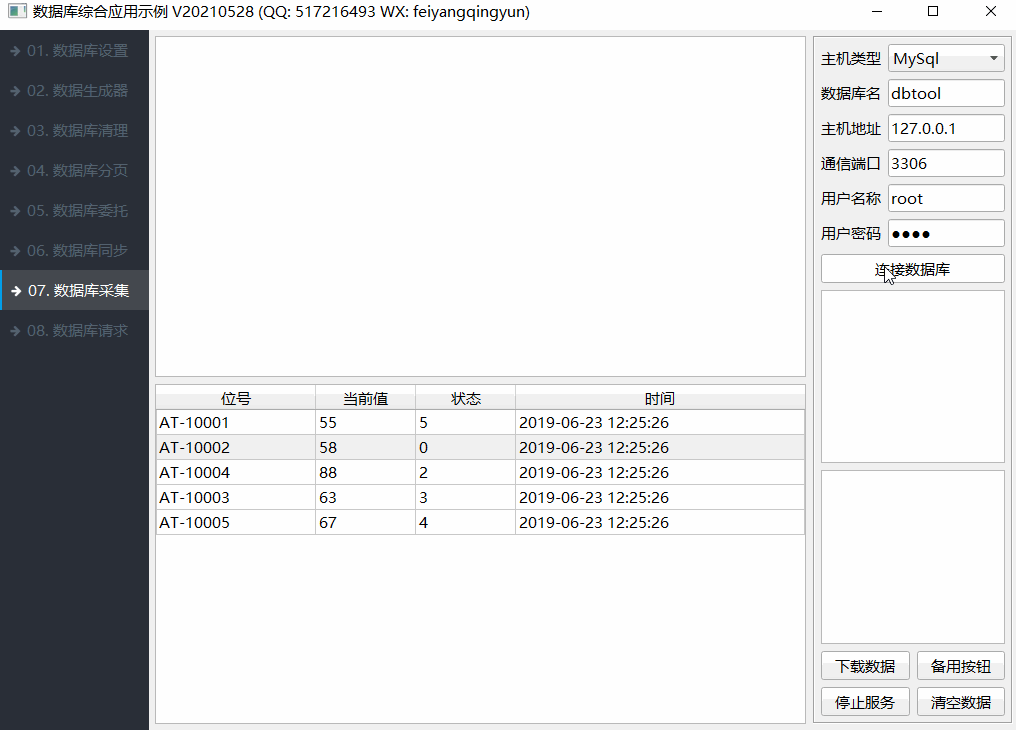 数据库综合应用示例 V20210528 (QQ: 517216493 WX: feiyangqingyun)
01. 数据库设置
02. 数据生成器
03. 数据库清理
04. 数据库分页
05. 数据库委托
06. 数据库同步
07. 数据库采集
08. 数据库请求
位号 当前值 状态 时间
AT-10001 55 5 2019-06-23 12:25:26
AT-10002 58 0 2019-06-23 12:25:26
AT-10004 88 2 2019-06-23 12:25:26
AT-10003 63 3 2019-06-23 12:25:26
AT-10005 67 4 2019-06-23 12:25:26
主机类型 MySql
数据库名 dbtool
主机地址 127.0.0.1
通信端口 3306
用户名称 root
用户密码 ●●●●
连接数据库
下载数据 备用按钮
停止服务 清空数据